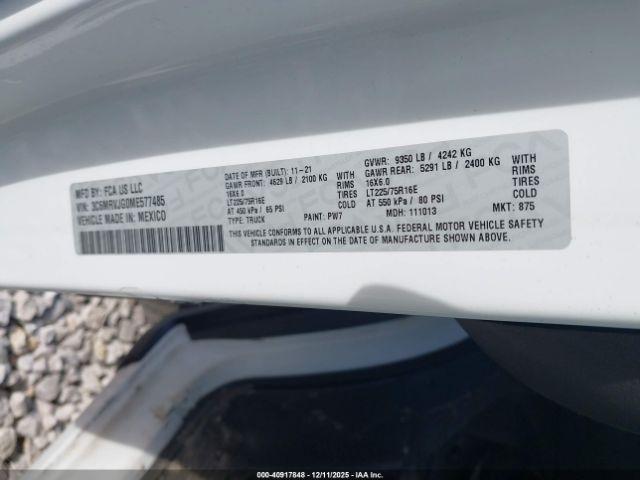 MFD BY: FCA US LLC
VIN: 3C6MRVJG0ME577485
VEHICLE MADE IN MEXICO
DATE OF MFR (BUILT): 11-21
GAWR FRONT: 4629 LB / 2100 KG WITH
16X6.0 RIMS
LT225/75R16E TIRES
AT 450 kPa / 65 PSI COLD
TYPE: TRUCK PAINT: PW7
GVWR: 9350 LB / 4242 KG
GAWR REAR: 5291 LB / 2400 KG WITH
16X6.0 RIMS
LT225/75R16E TIRES
AT 550 kPa / 80 PSI COLD
MDH: 111013 MKT: 875
THIS VEHICLE CONFORMS TO ALL APPLICABLE U.S.A. FEDERAL MOTOR VEHICLE SAFETY
STANDARDS IN EFFECT ON THE DATE OF MANUFACTURE SHOWN ABOVE.
000-40917848 - 12/11/2025 - IAA Inc.